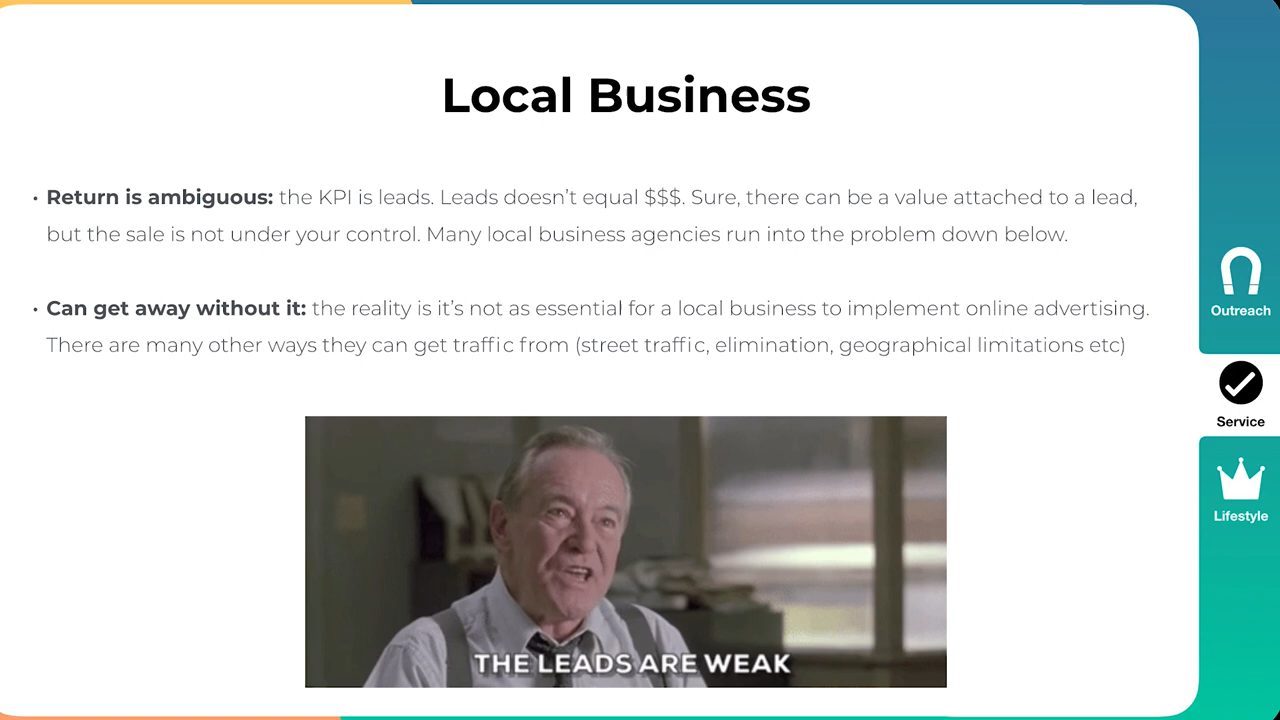 Local Business
• Return is ambiguous: the KPI is leads. Leads doesn’t equal $$$. Sure, there can be a value attached to a lead,
but the sale is not under your control. Many local business agencies run into the problem down below.
• Can get away without it: the reality is it’s not as essential for a local business to implement online advertising.
There are many other ways they can get traffic from (street traffic, elimination, geographical limitations etc)
THE LEADS ARE WEAK
Outreach
Service
Lifestyle